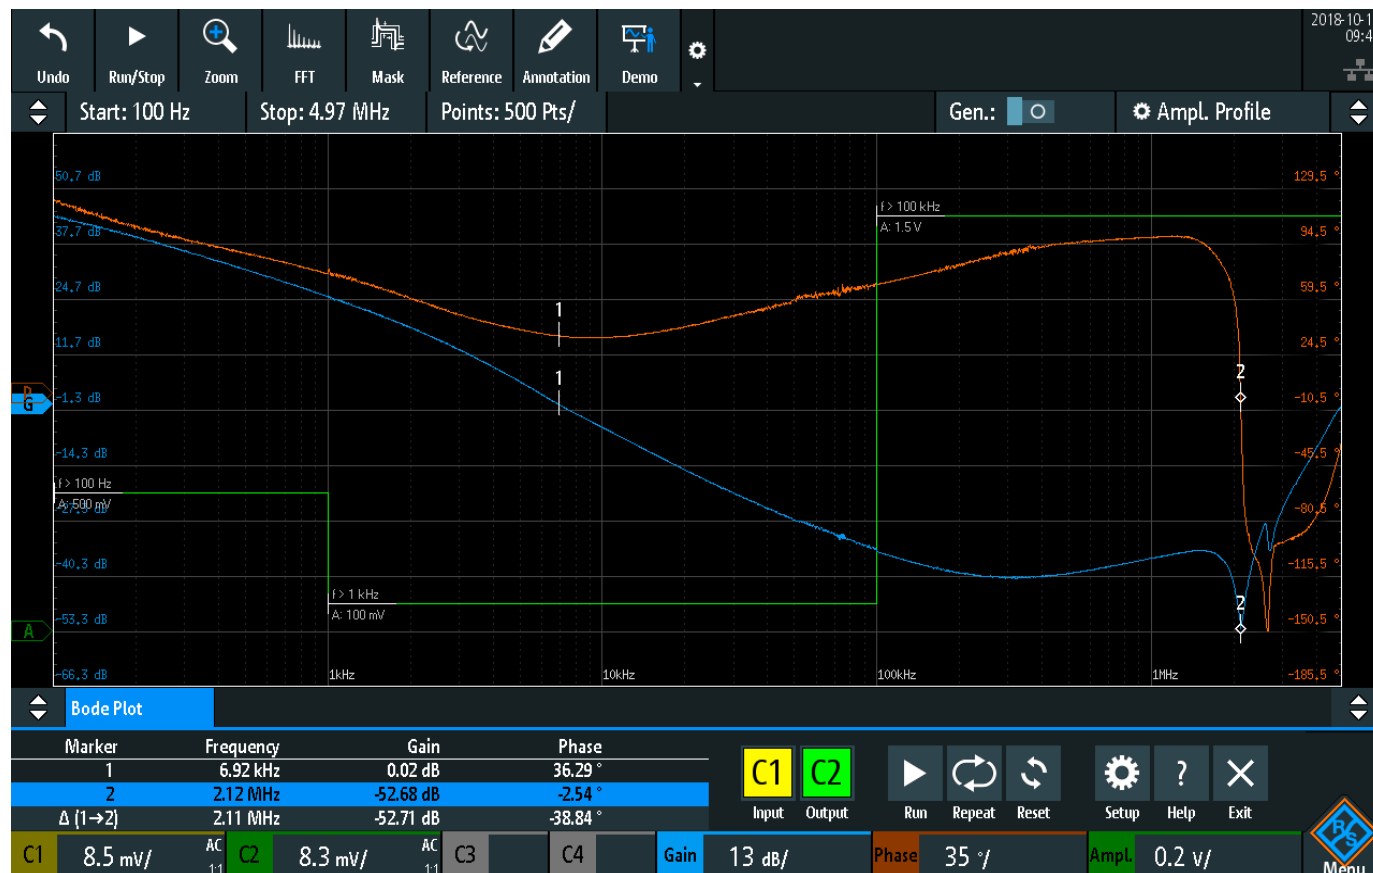 2018-10-1
09:4
Undo Run/Stop Zoom FFT Mask Reference Annotation Demo
Start: 100 Hz Stop: 4.97 MHz Points: 500 Pts/ Gen.: Ampl. Profile
50.7 dB 129.5 °
f > 100 kHz
A: 1.5 V
37.7 dB 94.5 °
24.7 dB 59.5 °
1
11.7 dB 24.5 °
1 2
G -1.3 dB -10.5 °
-14.3 dB -45.5 °
f > 100 Hz
A: 500 mV
-27.3 dB -80.5 °
-40.3 dB -115.5 °
f > 1 kHz
A: 100 mV
2
A -53.3 dB -150.5 °
-66.3 dB 1kHz 10kHz 100kHz 1MHz -185.5 °
Bode Plot
Marker Frequency Gain Phase
1 6.92 kHz 0.02 dB 36.29 °
2 2.12 MHz -52.68 dB -2.54 °
Δ (1→2) 2.11 MHz -52.71 dB -38.84 °
C1 C2
Input Output Run Repeat Reset Setup ? Help Exit
C1 8.5 mV/ AC 1:1 C2 8.3 mV/ AC 1:1 C3 C4 Gain 13 dB/ Phase 35 °/ Ampl. 0.2 V/ R&S Menu